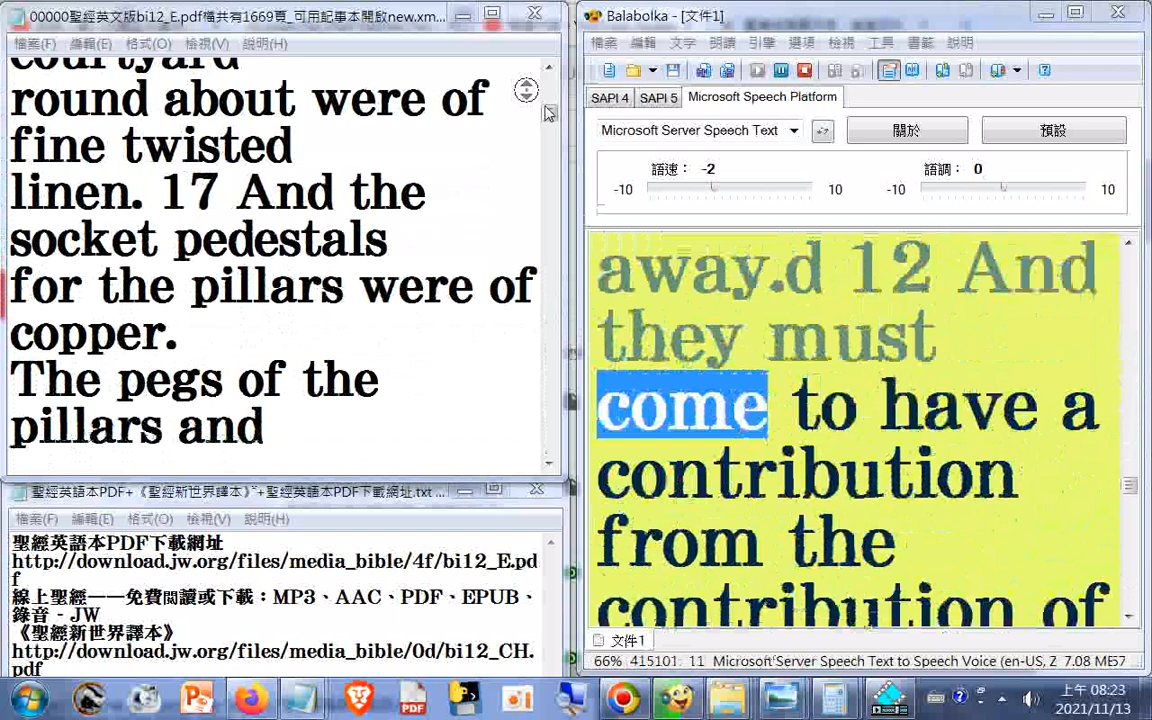 00000聖經英文版bi12_E.pdf檔共有1669頁_可用記事本開啟new.xm...
檔案(F) 編輯(E) 格式(O) 檢視(V) 說明(H)
courtyard
round about were of
fine twisted
linen. 17 And the
socket pedestals
for the pillars were of
copper.
The pegs of the
pillars and
聖經英語本PDF+《聖經新世界譯本》+聖經英語本PDF下載網址.txt ...
檔案(F) 編輯(E) 格式(O) 檢視(V) 說明(H)
聖經英語本PDF下載網址
http://download.jw.org/files/media_bible/4f/bi12_E.pd
f
線上聖經——免費閱讀或下載：MP3、AAC、PDF、EPUB、
錄音 - JW
《聖經新世界譯本》
http://download.jw.org/files/media_bible/0d/bi12_CH.
pdf
Balabolka - [文件1]
檔案 編輯 文字 朗讀 引擎 選項 檢視 工具 書籤 說明
SAPI 4 SAPI 5 Microsoft Speech Platform
Microsoft Server Speech Text 關於 預設
語速： -2 語調： 0
-10 10 -10 10
away.d 12 And
they must
come to have a
contribution
from the
contribution of
文件1
66% 415101: 11 Microsoft Server Speech Text to Speech Voice (en-US, Z 7.08 ME57
上午 08:23
2021/11/13